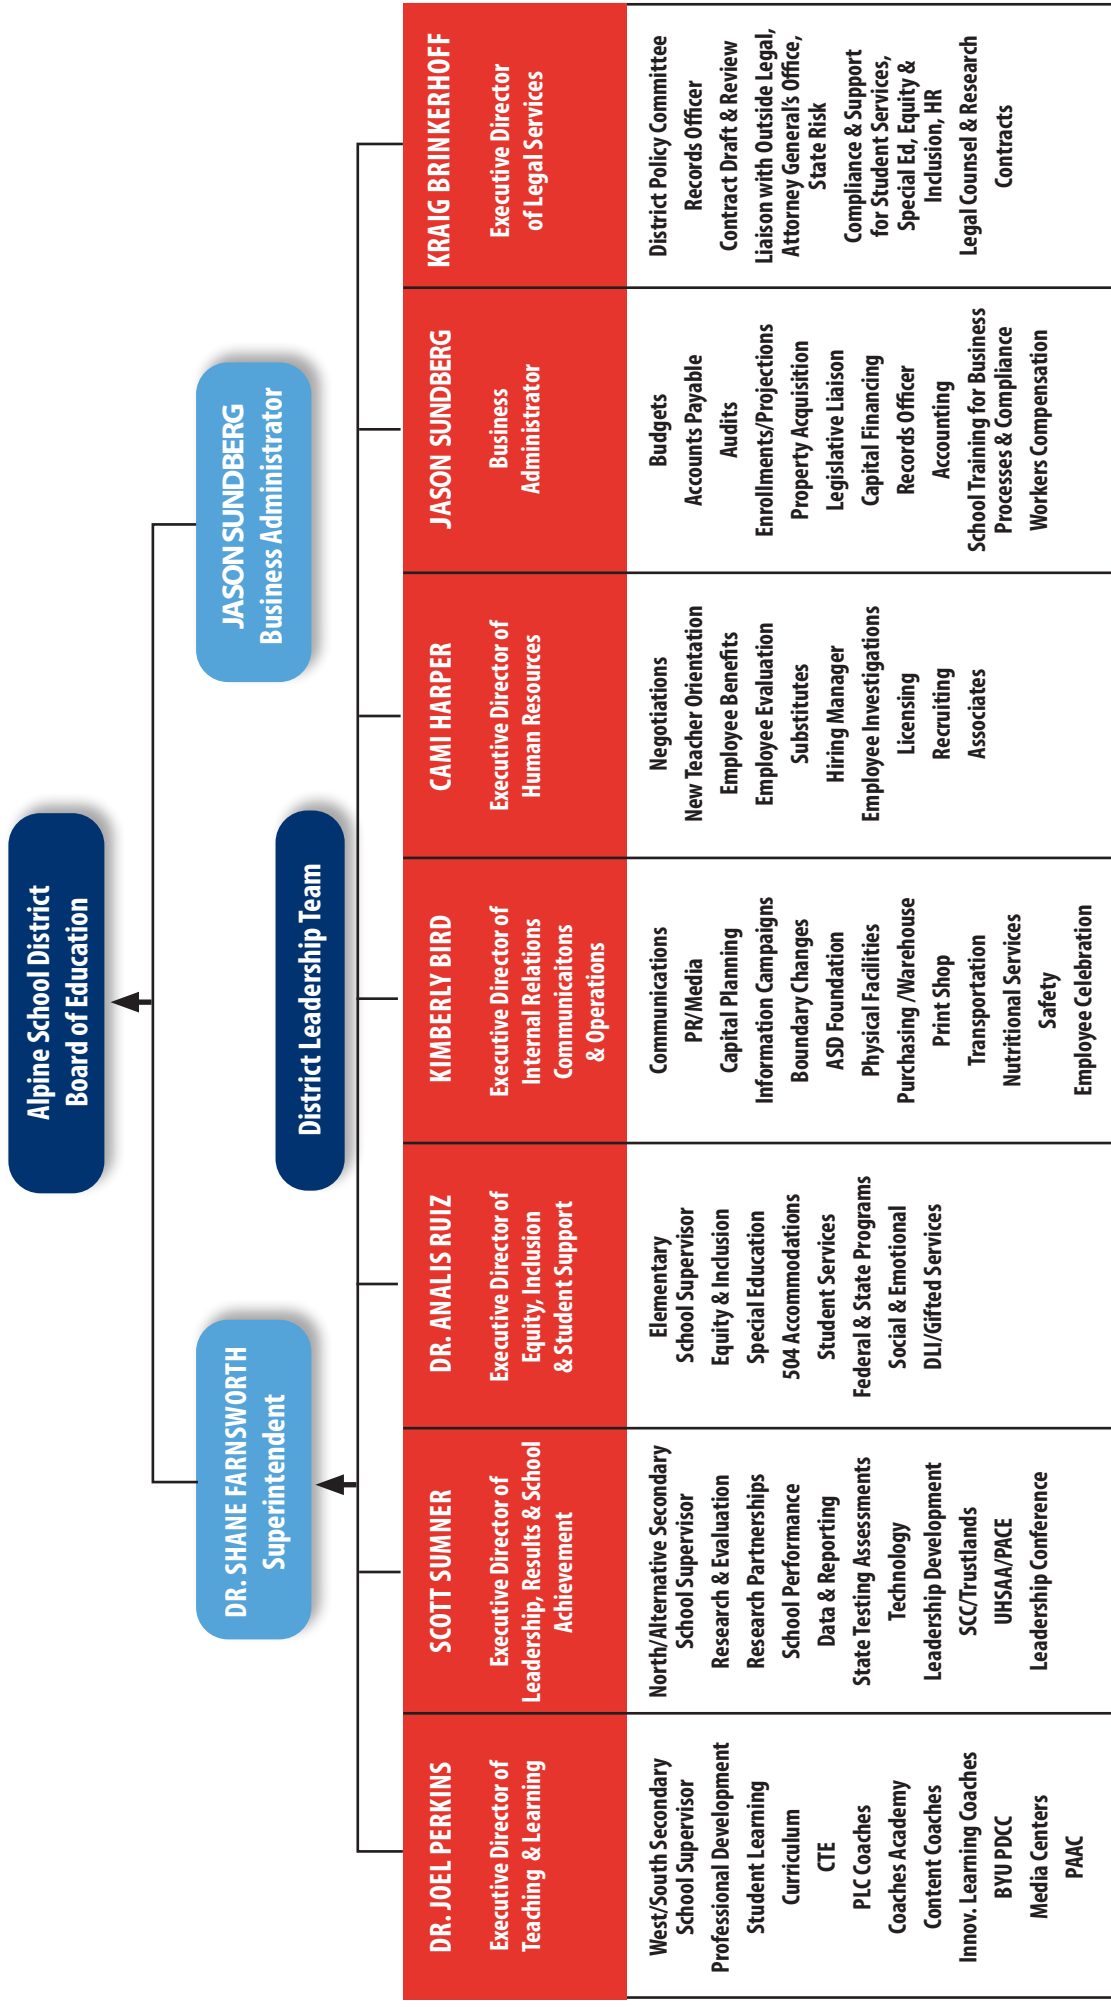 Alpine School District
Board of Education
DR. SHANE FARNSWORTH
Superintendent
JASON SUNDBERG
Business Administrator
District Leadership Team
DR. JOEL PERKINS
Executive Director of
Teaching & Learning
West/South Secondary
School Supervisor
Professional Development
Student Learning
Curriculum
CTE
PLC Coaches
Coaches Academy
Content Coaches
Innov. Learning Coaches
BYU PDCC
Media Centers
PAAC
SCOTT SUMNER
Executive Director of
Leadership, Results & School
Achievement
North/Alternative Secondary
School Supervisor
Research & Evaluation
Research Partnerships
School Performance
Data & Reporting
State Testing Assessments
Technology
Leadership Development
SCC/Trustlands
UHSAA/PACE
Leadership Conference
DR. ANALIS RUIZ
Executive Director of
Equity, Inclusion
& Student Support
Elementary
School Supervisor
Equity & Inclusion
Special Education
504 Accommodations
Student Services
Federal & State Programs
Social & Emotional
DLI/Gifted Services
KIMBERLY BIRD
Executive Director of
Internal Relations
Communicaitons
& Operations
Communications
PR/Media
Capital Planning
Information Campaigns
Boundary Changes
ASD Foundation
Physical Facilities
Purchasing /Warehouse
Print Shop
Transportation
Nutritional Services
Safety
Employee Celebration
CAMI HARPER
Executive Director of
Human Resources
Negotiations
New Teacher Orientation
Employee Benefits
Employee Evaluation
Substitutes
Hiring Manager
Employee Investigations
Licensing
Recruiting
Associates
JASON SUNDBERG
Business
Administrator
Budgets
Accounts Payable
Audits
Enrollments/Projections
Property Acquisition
Legislative Liaison
Capital Financing
Records Officer
Accounting
School Training for Business
Processes & Compliance
Workers Compensation
KRAIG BRINKERHOFF
Executive Director
of Legal Services
District Policy Committee
Records Officer
Contract Draft & Review
Liaison with Outside Legal,
Attorney General's Office,
State Risk
Compliance & Support
for Student Services,
Special Ed, Equity &
Inclusion, HR
Legal Counsel & Research
Contracts